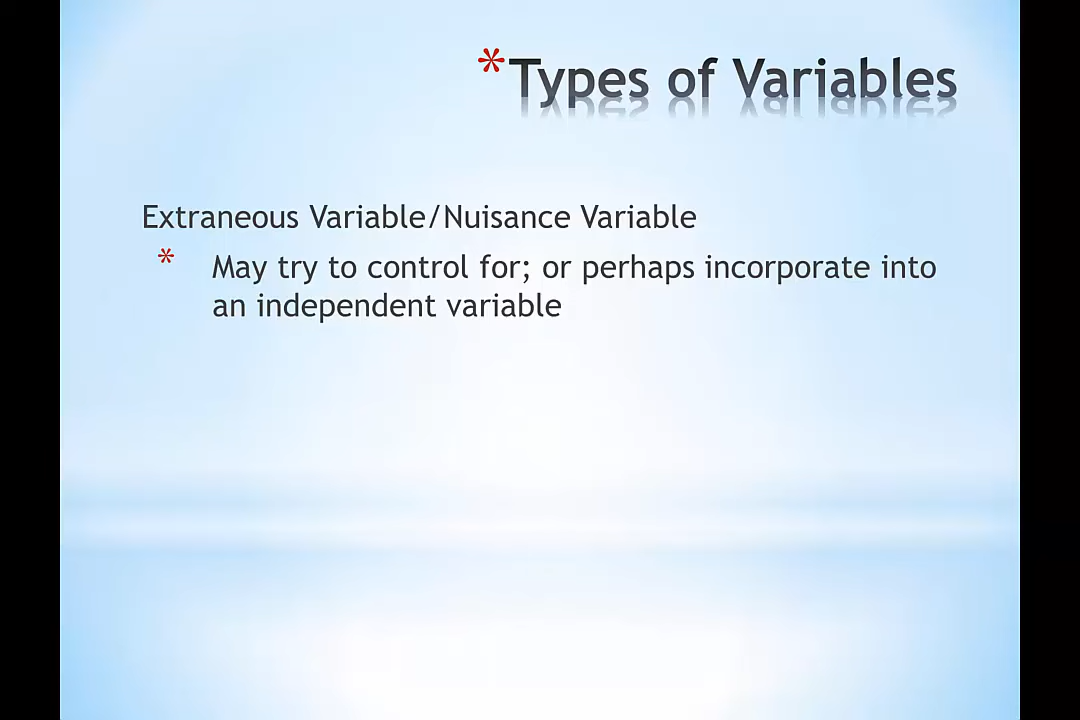 *Types of Variables
Extraneous Variable/Nuisance Variable
* May try to control for; or perhaps incorporate into
an independent variable